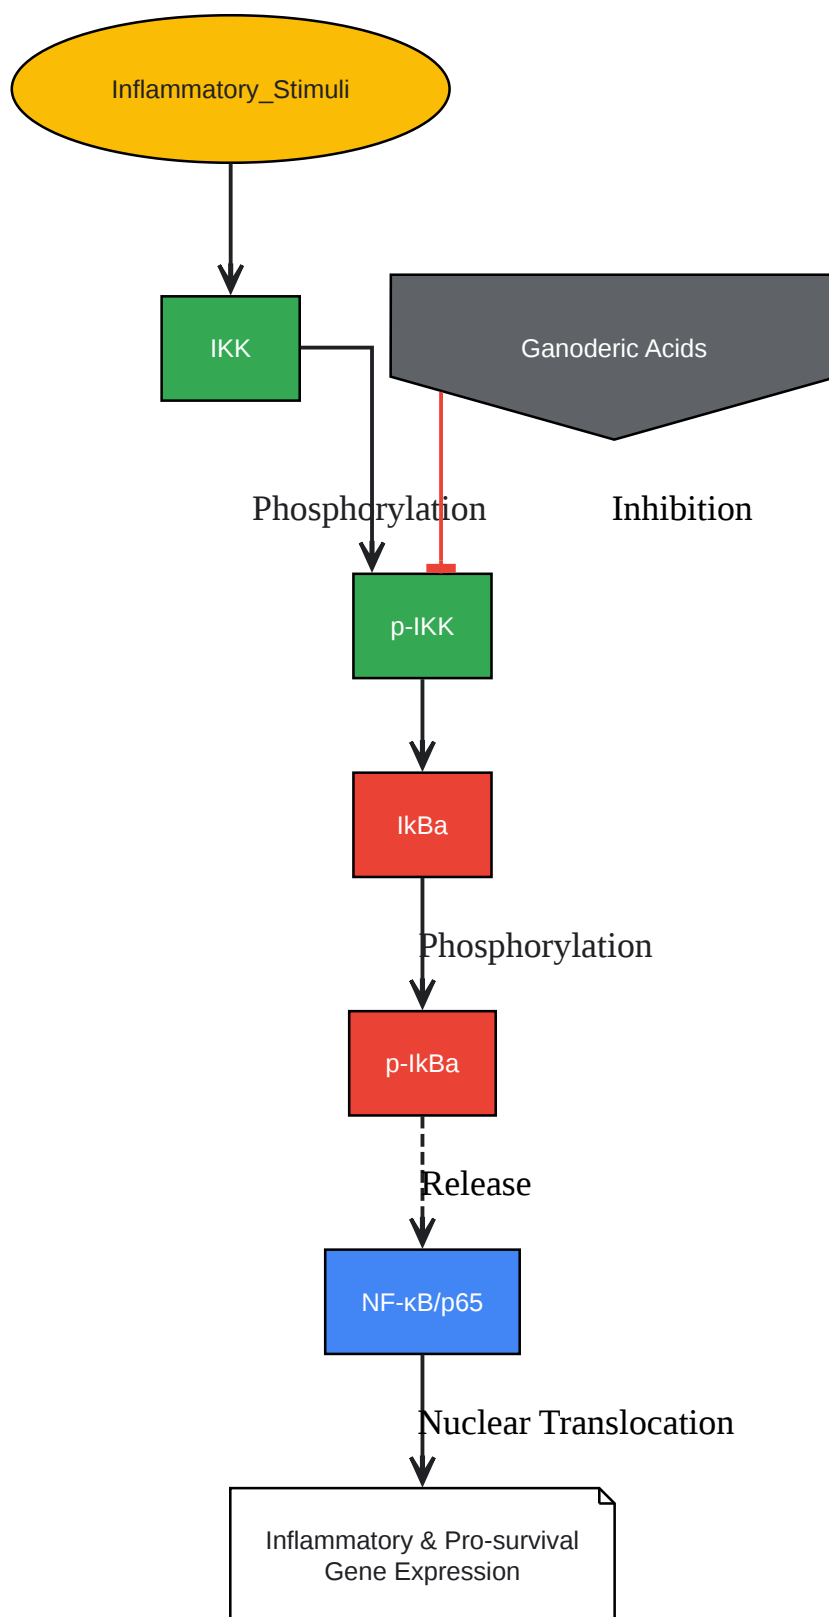 Inflammatory_Stimuli
IKK
Ganoderic Acids
Phosphorylation
Inhibition
p-IKK
IkBa
Phosphorylation
p-IkBa
Release
NF-κB/p65
Nuclear Translocation
Inflammatory & Pro-survival
Gene Expression